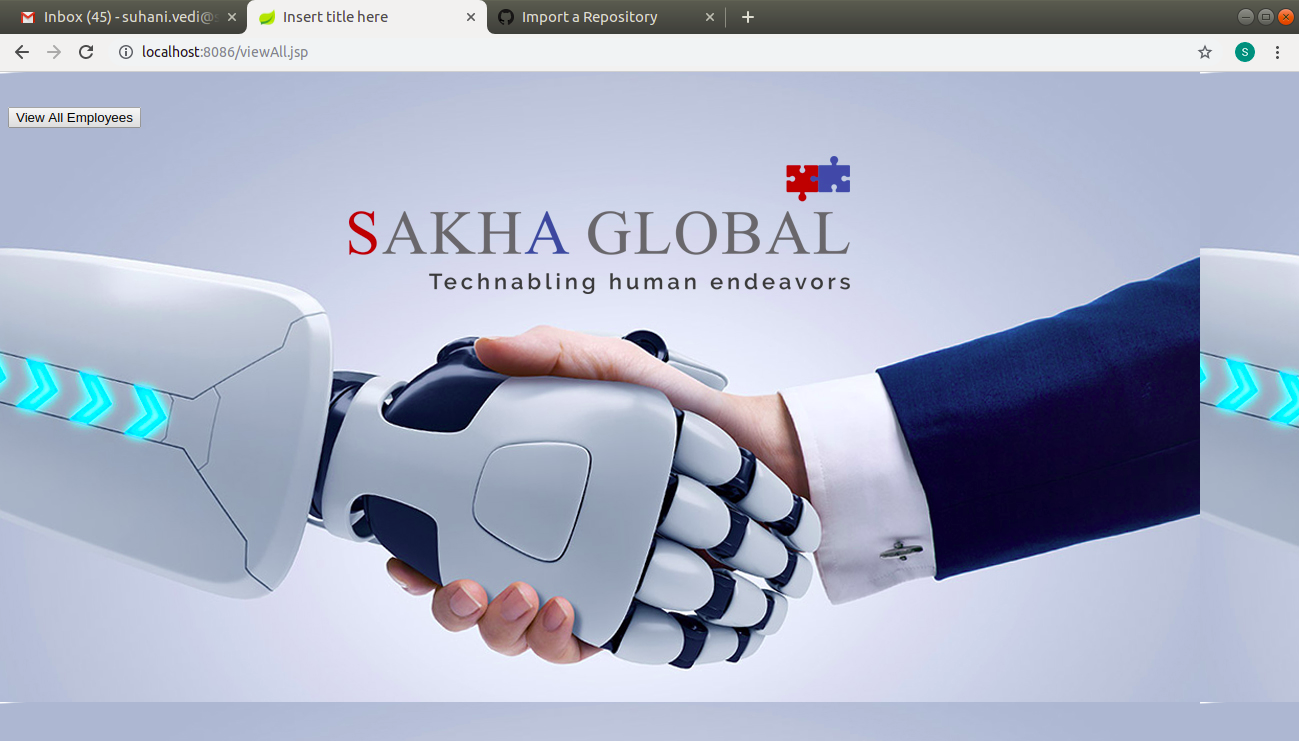 Inbox (45) - suhani.vedi@
Insert title here
Import a Repository
localhost:8086/viewAll.jsp
S
View All Employees
SAKHA GLOBAL
Technabling human endeavors